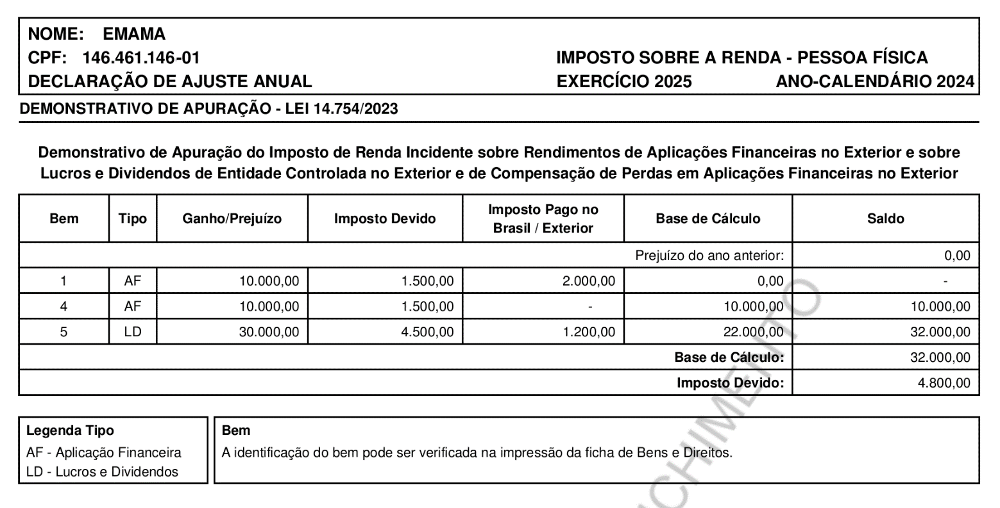 NOME: EMAMA
CPF: 146.461.146-01 IMPOSTO SOBRE A RENDA - PESSOA FÍSICA
DECLARAÇÃO DE AJUSTE ANUAL EXERCÍCIO 2025 ANO-CALENDÁRIO 2024
DEMONSTRATIVO DE APURAÇÃO - LEI 14.754/2023
Demonstrativo de Apuração do Imposto de Renda Incidente sobre Rendimentos de Aplicações Financeiras no Exterior e sobre
Lucros e Dividendos de Entidade Controlada no Exterior e de Compensação de Perdas em Aplicações Financeiras no Exterior
Bem Tipo Ganho/Prejuízo Imposto Devido Imposto Pago no Brasil / Exterior Base de Cálculo Saldo
Prejuízo do ano anterior: 0,00
1 AF 10.000,00 1.500,00 2.000,00 0,00 -
4 AF 10.000,00 1.500,00 - 10.000,00 10.000,00
5 LD 30.000,00 4.500,00 1.200,00 22.000,00 32.000,00
Base de Cálculo: 32.000,00
Imposto Devido: 4.800,00
Legenda Tipo
AF - Aplicação Financeira
LD - Lucros e Dividendos
Bem
A identificação do bem pode ser verificada na impressão da ficha de Bens e Direitos.